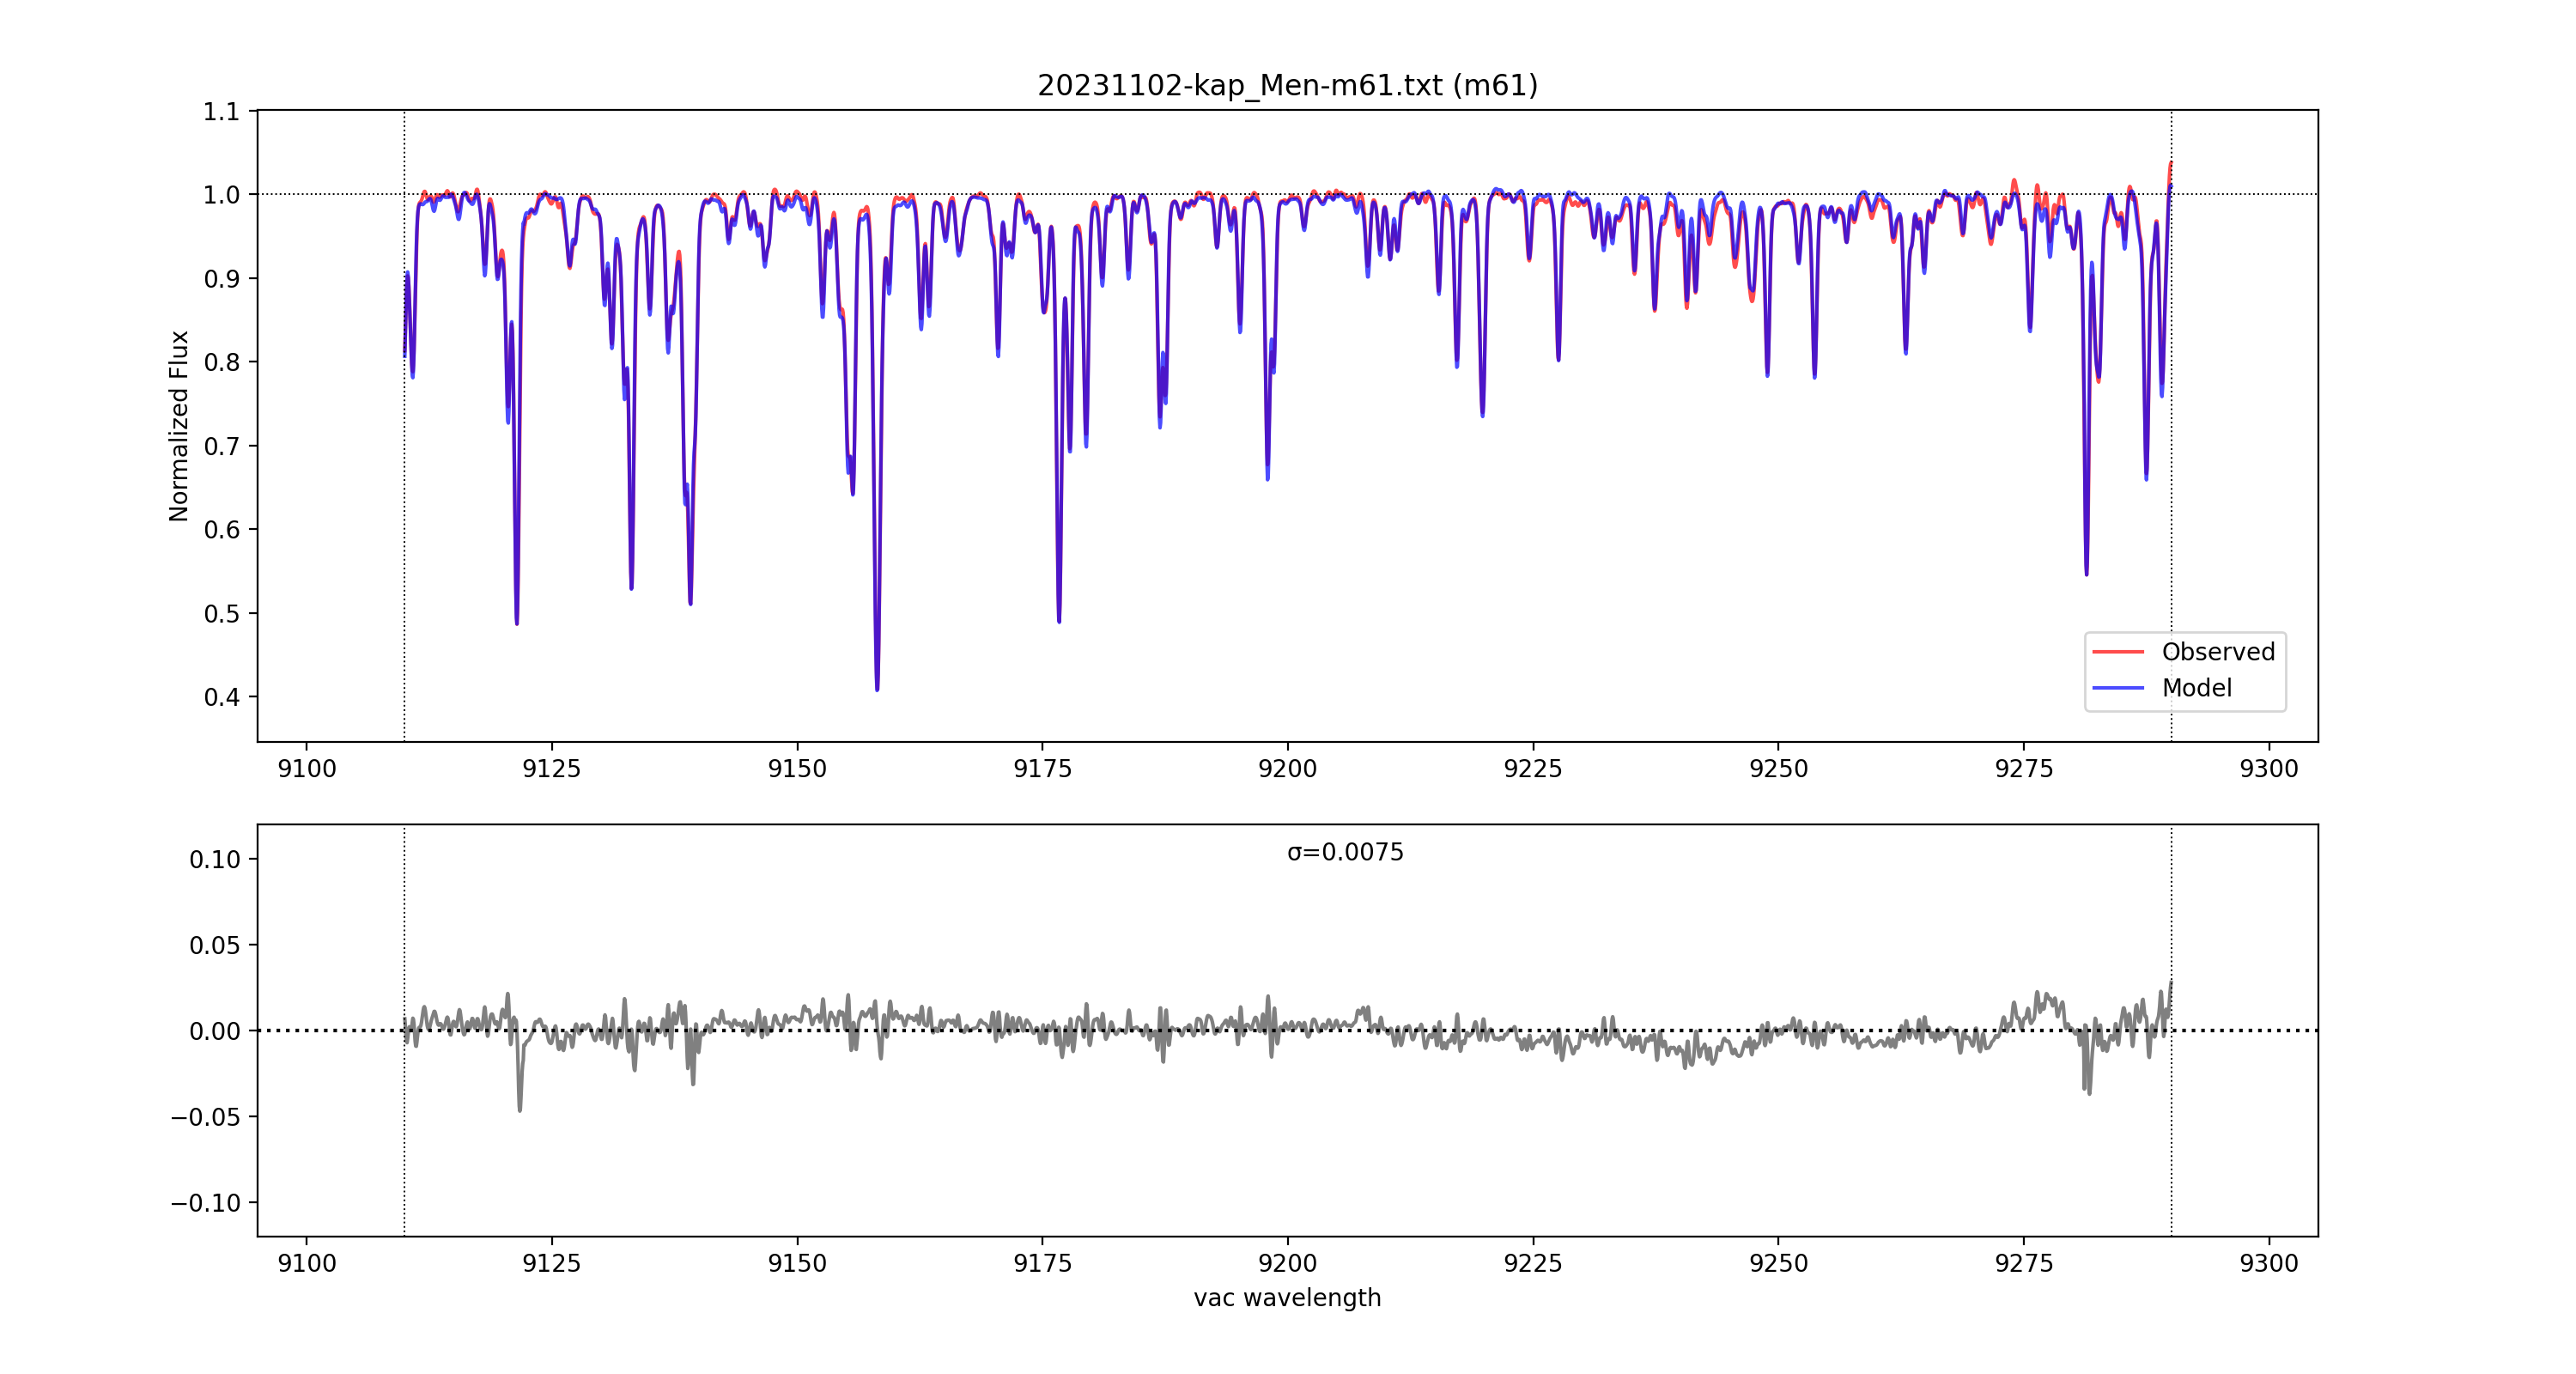 20231102-kap_Men-m61.txt (m61)
1.1
1.0
0.9
0.8
0.7
0.6
0.5
0.4
Normalized Flux
9100 9125 9150 9175 9200 9225 9250 9275 9300
Observed
Model
σ=0.0075
0.10
0.05
0.00
−0.05
−0.10
9100 9125 9150 9175 9200 9225 9250 9275 9300
vac wavelength